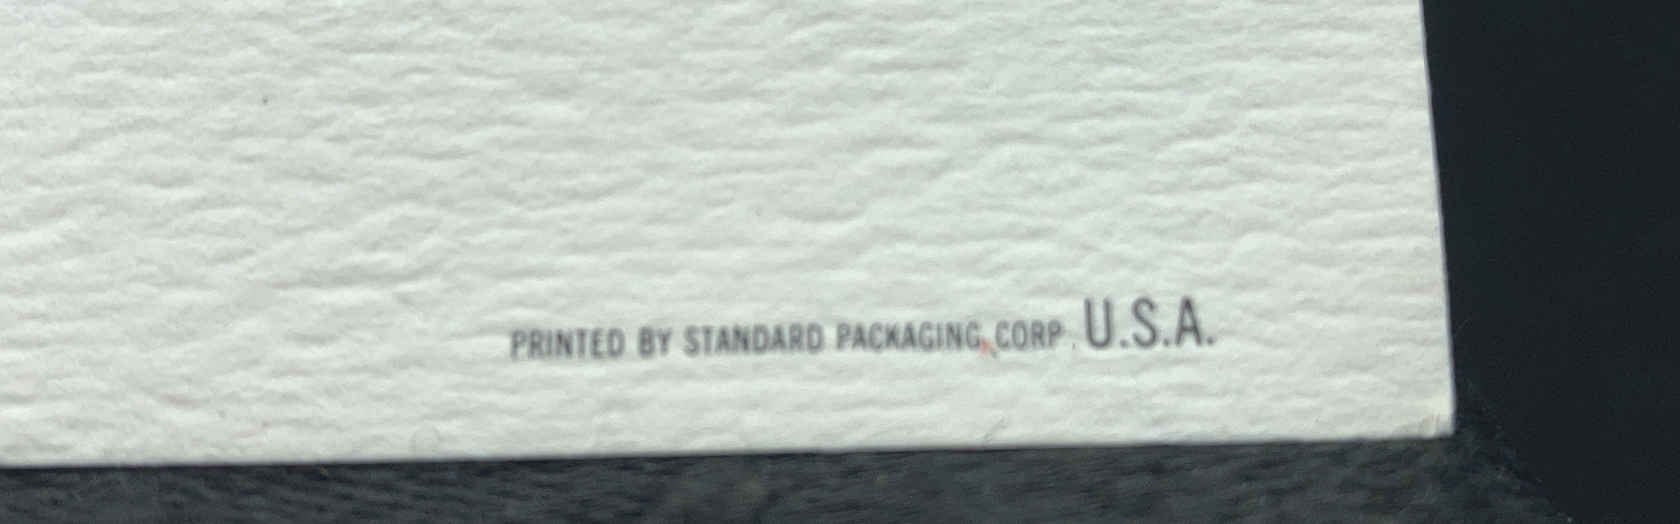 PRINTED BY STANDARD PACKAGING CORP. U.S.A.